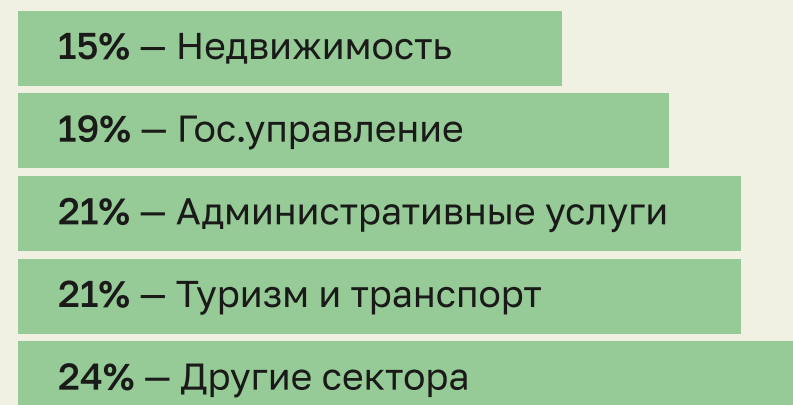 15% — Недвижимость
19% — Гос.управление
21% — Административные услуги
21% — Туризм и транспорт
24% — Другие сектора